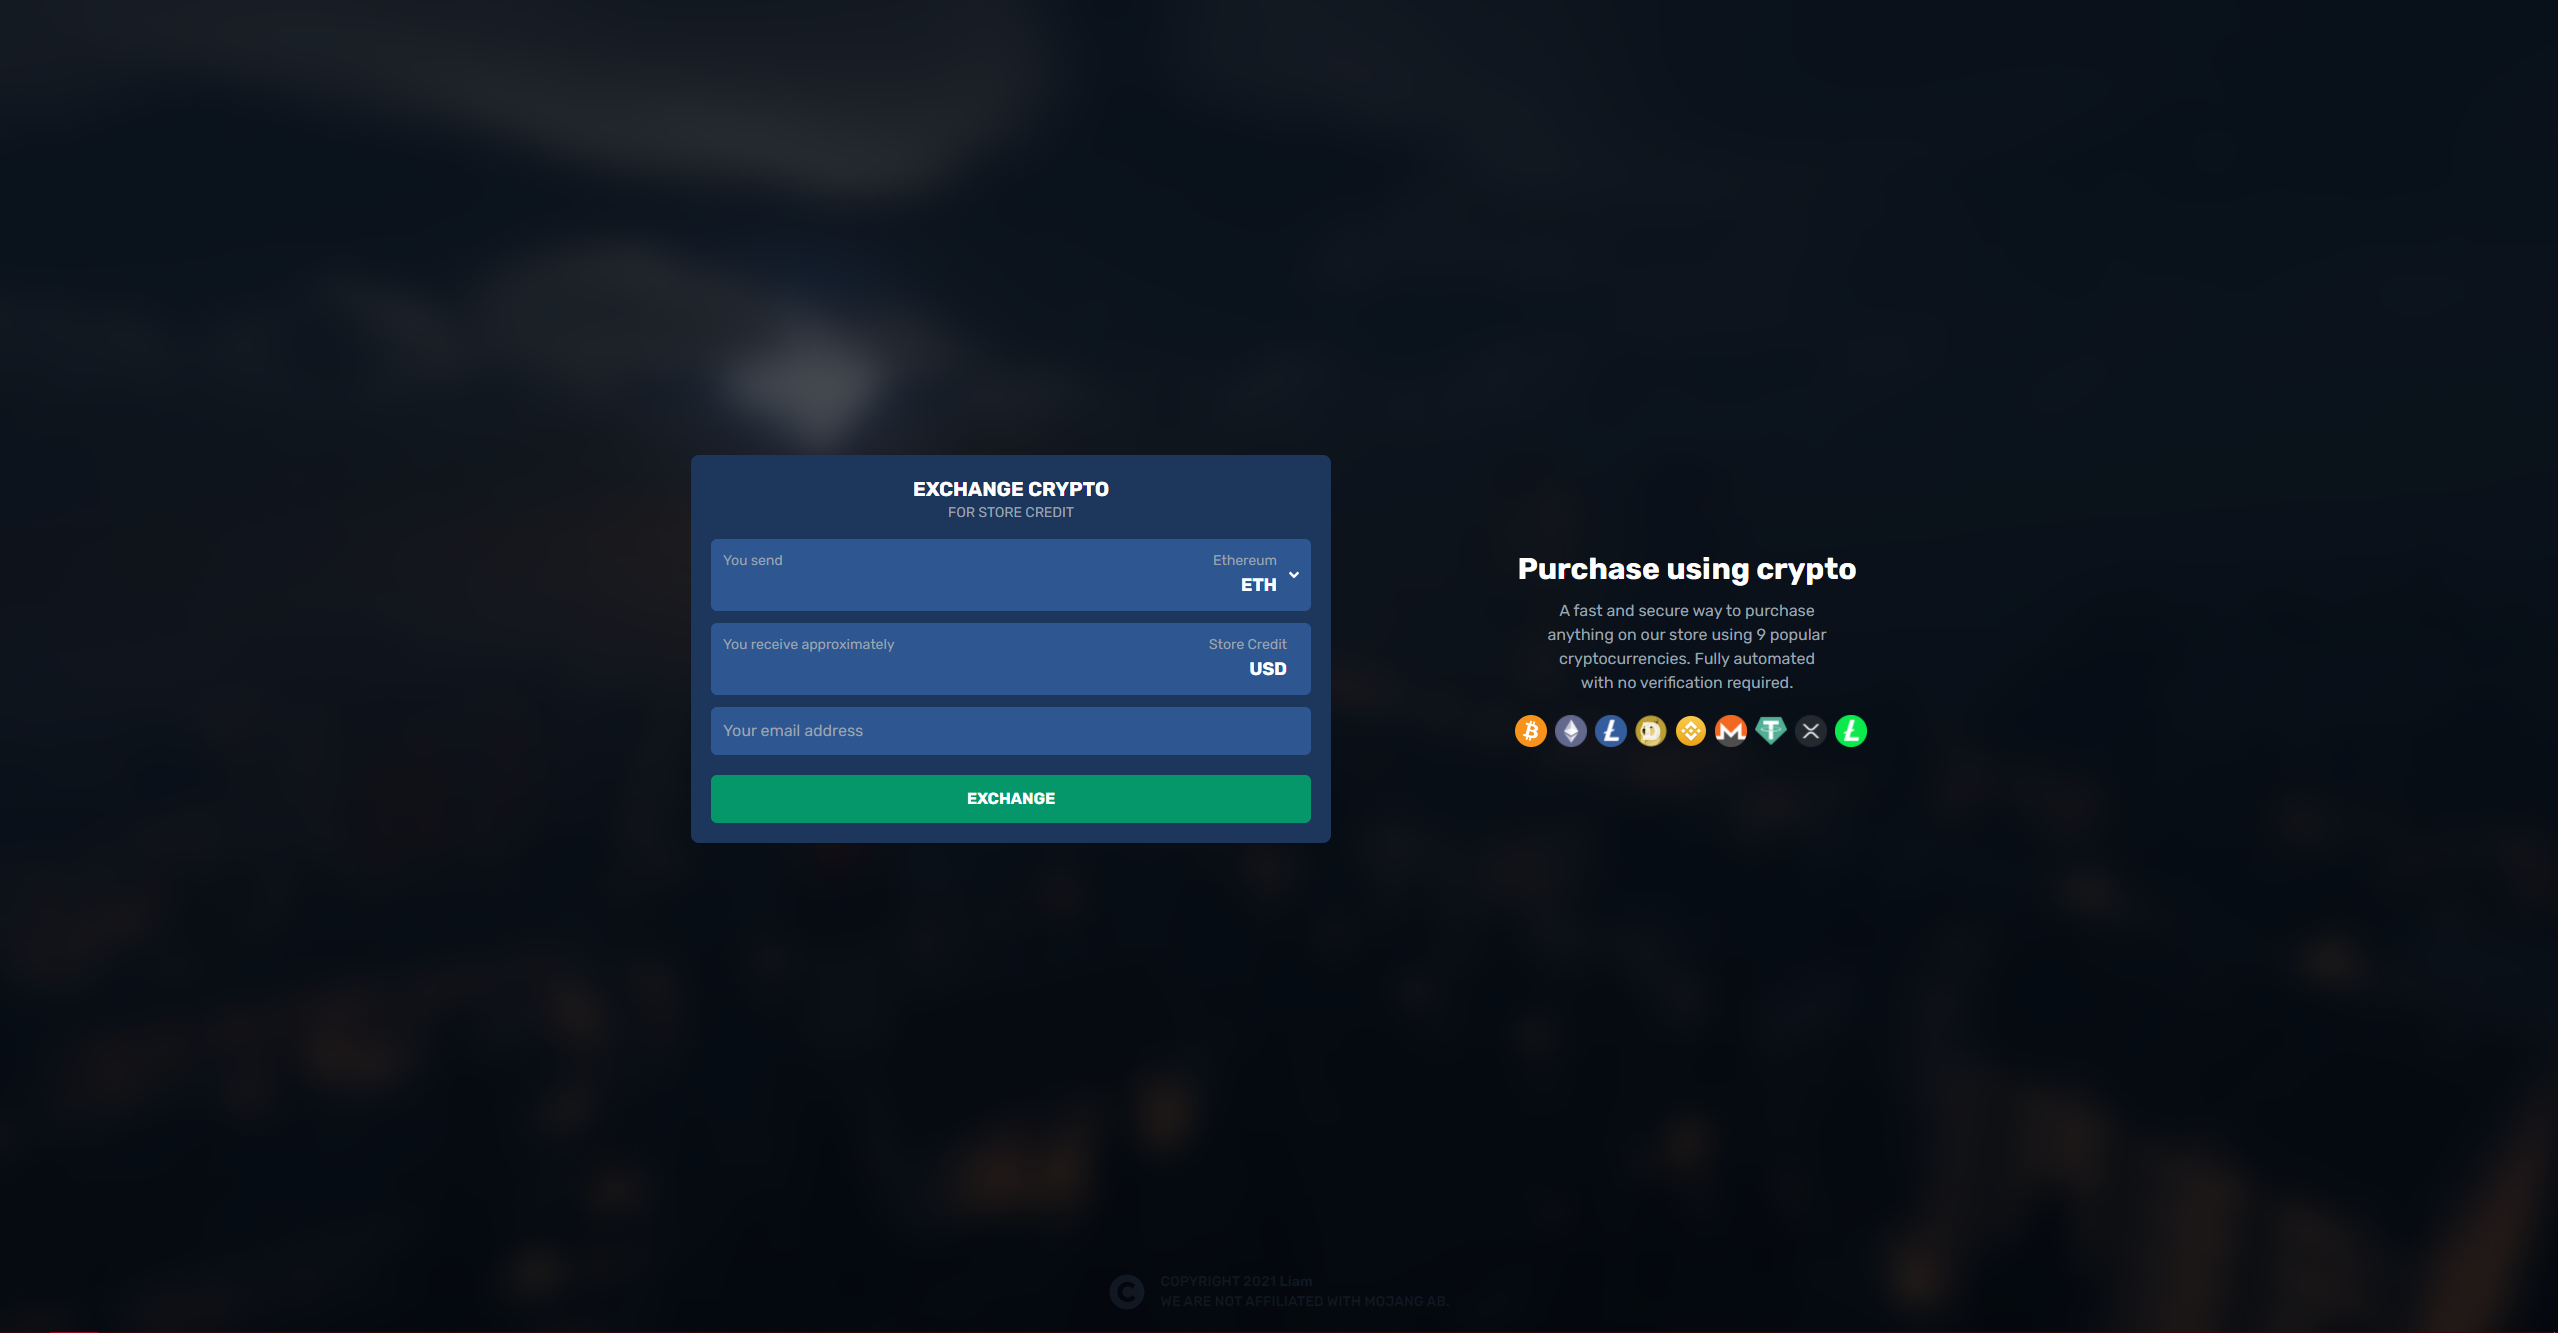 EXCHANGE CRYPTO
FOR STORE CREDIT
You send
Ethereum
ETH
You receive approximately
Store Credit
USD
Your email address
EXCHANGE
Purchase using crypto
A fast and secure way to purchase
anything on our store using 9 popular
cryptocurrencies. Fully automated
with no verification required.
COPYRIGHT 2021 Liam
WE ARE NOT AFFILIATED WITH MOJANG AB.